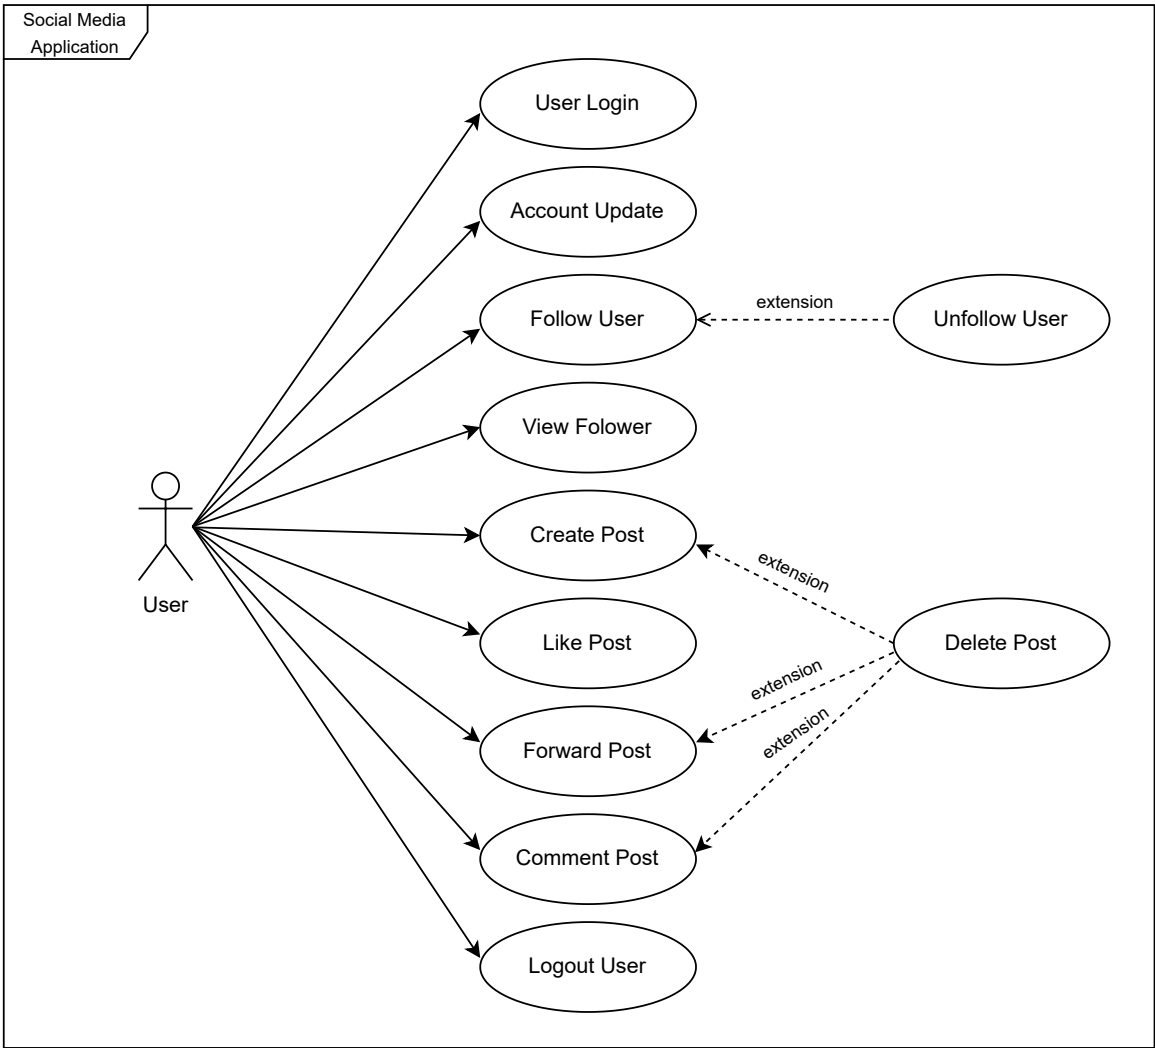 Social Media
Application
User Login
Account Update
Follow User
extension
Unfollow User
View Folower
Create Post
extension
Like Post
Delete Post
User
extension
Forward Post
extension
Comment Post
Logout User